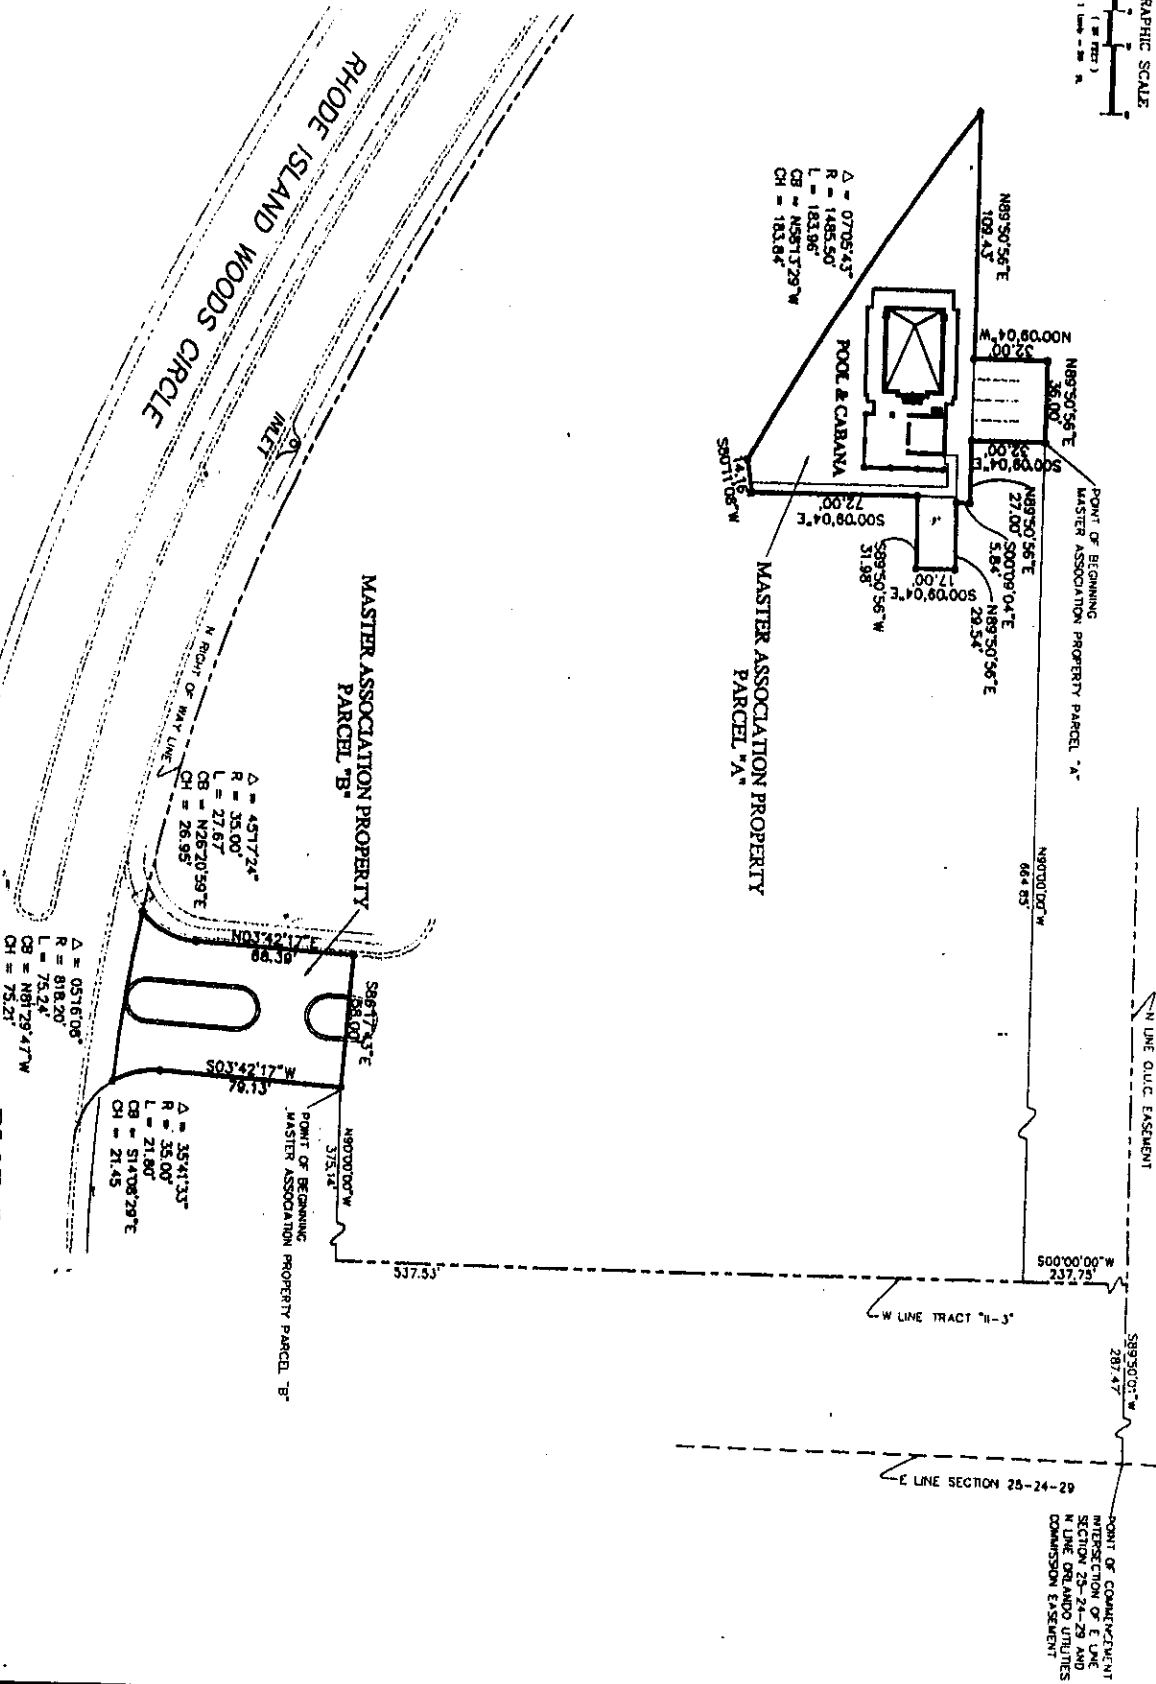 GRAPHIC SCALE
( IN FEET )
POINT OF COMMENCEMENT
INTERSECTION OF E LINE
SECTION 25-24-29 AND
N LINE ORLANDO UTILITIES
COMMISSION EASEMENT
N LINE O.U.C. EASEMENT
S89°50'01"W
287.47'
S00°00'00"W
237.75'
E LINE SECTION 25-24-29
W LINE TRACT "II-3"
537.53'
N90°00'00"W
664.85'
POINT OF BEGINNING
MASTER ASSOCIATION PROPERTY PARCEL "A"
N89°50'56"E
109.43'
N00°09'04"W
32.00'
N89°50'56"E
36.00'
S00°09'04"E
32.00'
N89°50'56"E
27.00'
S00°09'04"E
5.84'
N89°50'56"E
29.54'
S00°09'04"E
17.00'
S89°50'56"W
31.98'
S00°09'04"E
72.00'
S80°11'08"W
14.16
Δ = 07°05'43"
R = 1485.50'
L = 183.96'
CB = N58°13'29"W
CH = 183.84'
POOL & CABANA
MASTER ASSOCIATION PROPERTY
PARCEL "A"
MASTER ASSOCIATION PROPERTY
PARCEL "B"
RHODE ISLAND WOODS CIRCLE
INLET
N RIGHT OF WAY LINE
Δ = 45°17'24"
R = 35.00'
L = 27.67'
CB = N26°20'59"E
CH = 26.95'
N03°42'17"E
68.39'
S86°17'43"E
58.00'
S03°42'17"W
79.13'
N90°00'00"W
375.14'
POINT OF BEGINNING
MASTER ASSOCIATION PROPERTY PARCEL "B"
Δ = 35°41'33"
R = 35.00'
L = 21.80'
CB = S14°08'29"E
CH = 21.45
Δ = 05°16'08"
R = 818.20'
L = 75.24'
CB = N81°29'47"W
CH = 75.21'